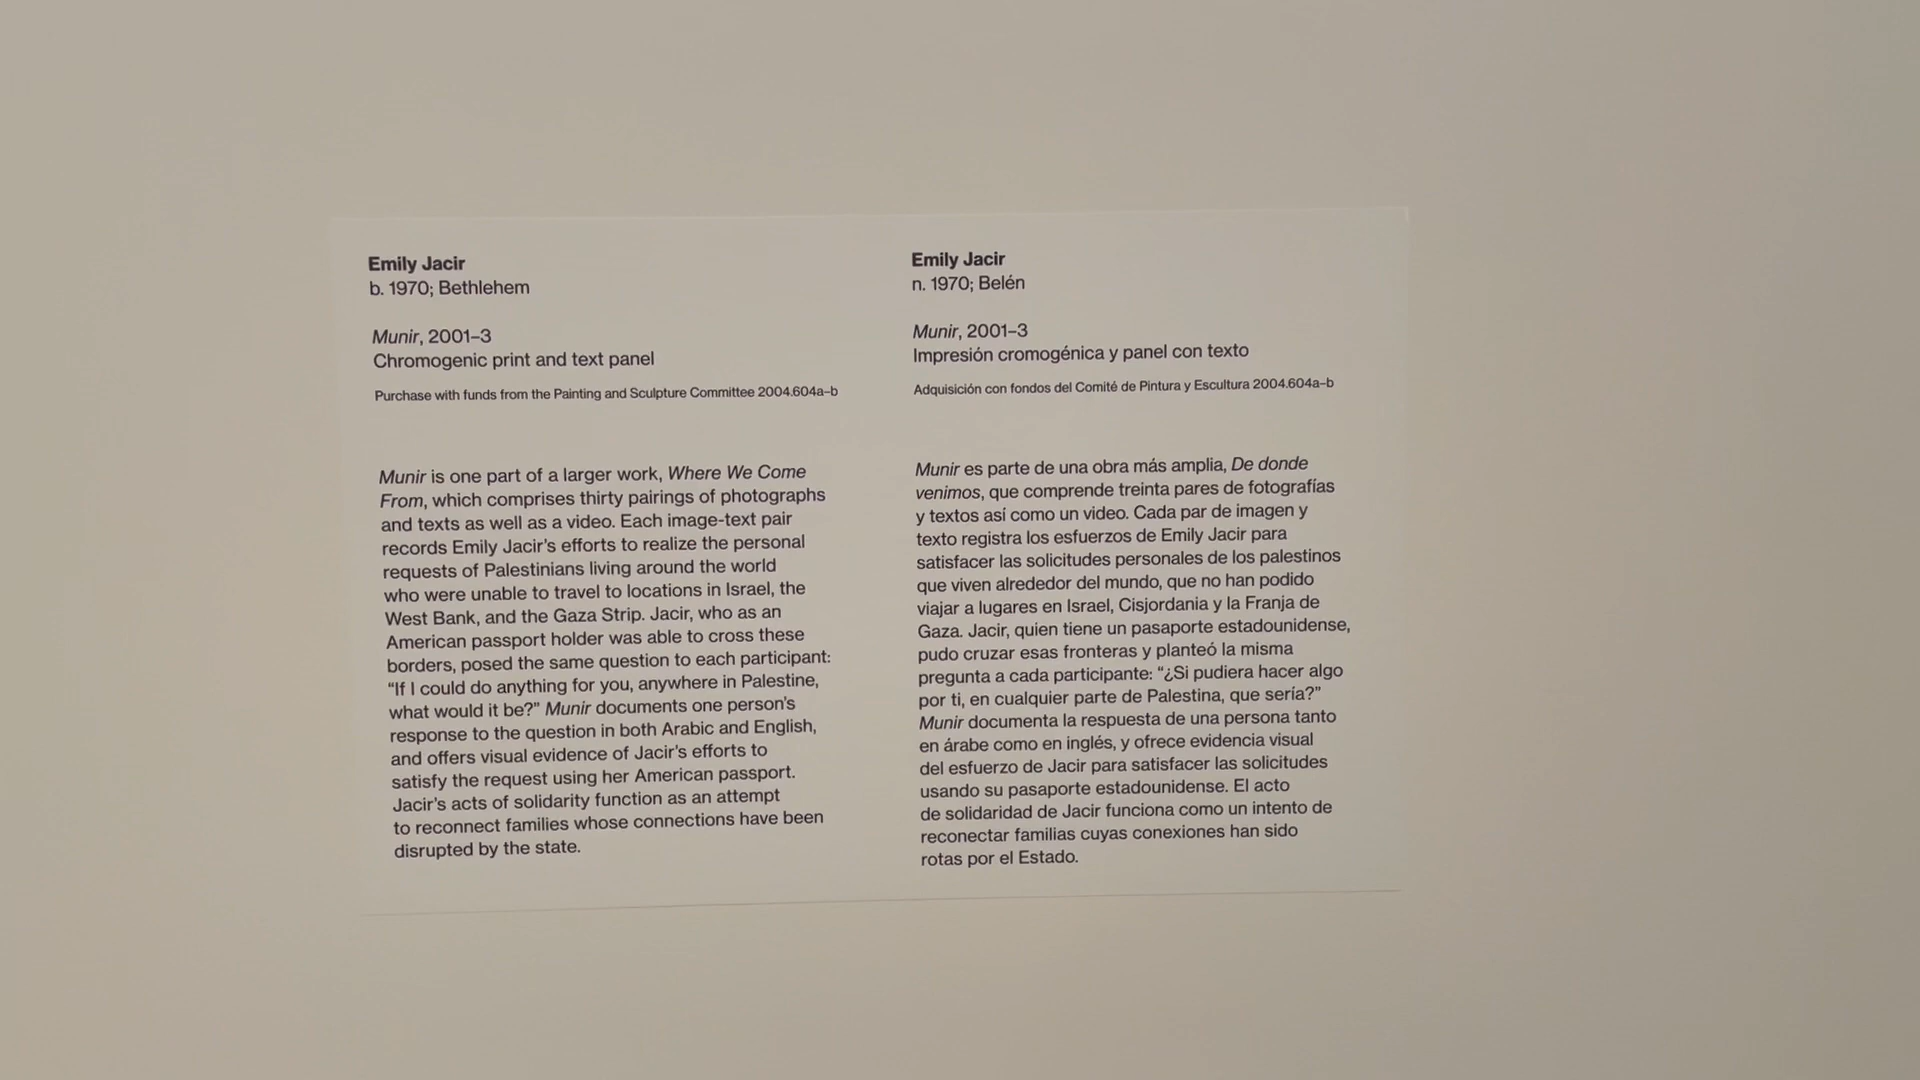 Emily Jacir
b. 1970; Bethlehem
Munir, 2001–3
Chromogenic print and text panel
Purchase with funds from the Painting and Sculpture Committee 2004.604a–b
Munir is one part of a larger work, Where We Come
From, which comprises thirty pairings of photographs
and texts as well as a video. Each image-text pair
records Emily Jacir’s efforts to realize the personal
requests of Palestinians living around the world
who were unable to travel to locations in Israel, the
West Bank, and the Gaza Strip. Jacir, who as an
American passport holder was able to cross these
borders, posed the same question to each participant:
“If I could do anything for you, anywhere in Palestine,
what would it be?” Munir documents one person’s
response to the question in both Arabic and English,
and offers visual evidence of Jacir’s efforts to
satisfy the request using her American passport.
Jacir’s acts of solidarity function as an attempt
to reconnect families whose connections have been
disrupted by the state.
Emily Jacir
n. 1970; Belén
Munir, 2001–3
Impresión cromogénica y panel con texto
Adquisición con fondos del Comité de Pintura y Escultura 2004.604a–b
Munir es parte de una obra más amplia, De donde
venimos, que comprende treinta pares de fotografías
y textos así como un video. Cada par de imagen y
texto registra los esfuerzos de Emily Jacir para
satisfacer las solicitudes personales de los palestinos
que viven alrededor del mundo, que no han podido
viajar a lugares en Israel, Cisjordania y la Franja de
Gaza. Jacir, quien tiene un pasaporte estadounidense,
pudo cruzar esas fronteras y planteó la misma
pregunta a cada participante: “¿Si pudiera hacer algo
por ti, en cualquier parte de Palestina, que sería?”
Munir documenta la respuesta de una persona tanto
en árabe como en inglés, y ofrece evidencia visual
del esfuerzo de Jacir para satisfacer las solicitudes
usando su pasaporte estadounidense. El acto
de solidaridad de Jacir funciona como un intento de
reconectar familias cuyas conexiones han sido
rotas por el Estado.